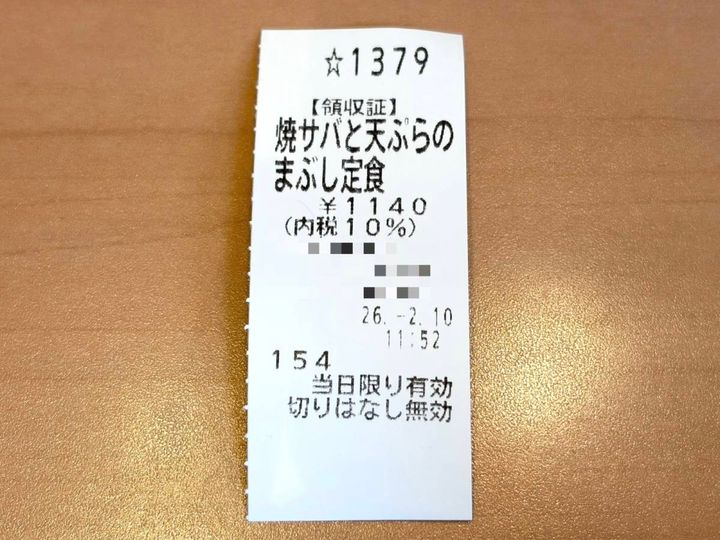 ☆1379
【領収証】
焼サバと天ぷらの
まぶし定食
￥1140
(内税10%)
26.-2.10
11:52
154
当日限り有効
切りはなし無効